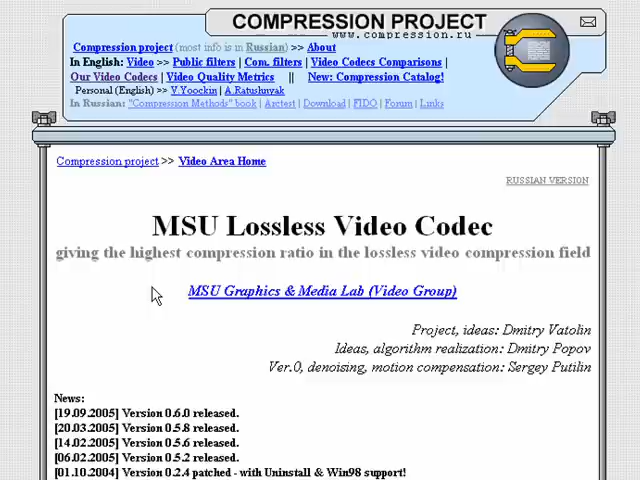 COMPRESSION PROJECT
www.compression.ru
Compression project (most info is in Russian) >> About
In English: Video >> Public filters | Com. filters | Video Codecs Comparisons |
Our Video Codecs | Video Quality Metrics || New: Compression Catalog!
Personal (English) >> V.Yoockin | A.Ratushnyak
In Russian: "Compression Methods" book | Arctest | Download | FIDO | Forum | Links
Compression project >> Video Area Home
RUSSIAN VERSION
MSU Lossless Video Codec
giving the highest compression ratio in the lossless video compression field
MSU Graphics & Media Lab (Video Group)
Project, ideas: Dmitry Vatolin
Ideas, algorithm realization: Dmitry Popov
Ver.0, denoising, motion compensation: Sergey Putilin
News:
[19.09.2005] Version 0.6.0 released.
[20.03.2005] Version 0.5.8 released.
[14.02.2005] Version 0.5.6 released.
[06.02.2005] Version 0.5.2 released.
[01.10.2004] Version 0.2.4 patched - with Uninstall & Win98 support!